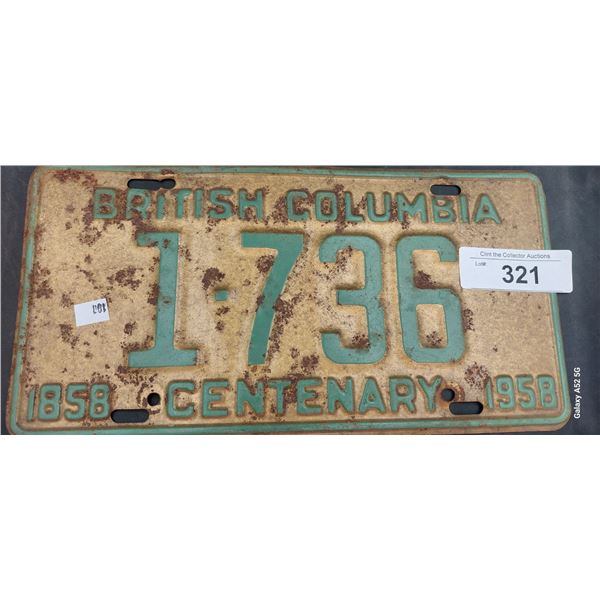 BRITISH COLUMBIA
1·736
Clint the Collector Auctions
Lot#:
321
1858 CENTENARY 1958
Galaxy A52 5G